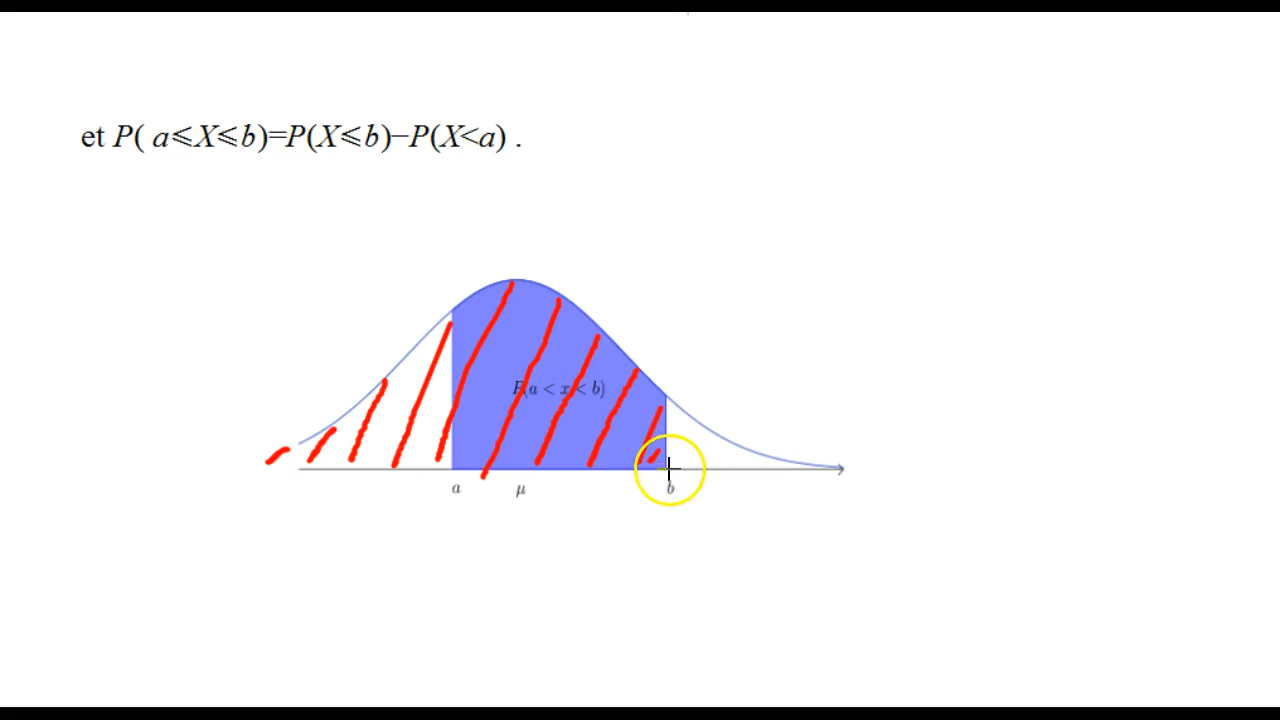 et P( a⩽X⩽b)=P(X⩽b)−P(X<a) .
P(a < x < b)
a μ b